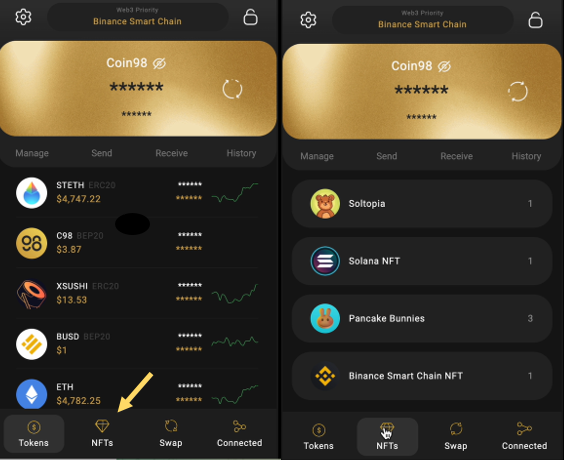 Web3 Priority
Binance Smart Chain
Coin98
******
******
Manage Send Receive History
STETH ERC20 ******
$4,747.22 ******
98
C98 BEP20 ******
$3.87 ******
XSUSHI ERC20 ******
$13.53 ******
BUSD BEP20 ******
$1 ******
ETH ******
$4,782.25 ******
$
Tokens NFTs Swap Connected
Web3 Priority
Binance Smart Chain
Coin98
******
******
Manage Send Receive History
Soltopia 1
Solana NFT 1
Pancake Bunnies 3
Binance Smart Chain NFT 1
$
Tokens NFTs Swap Connected